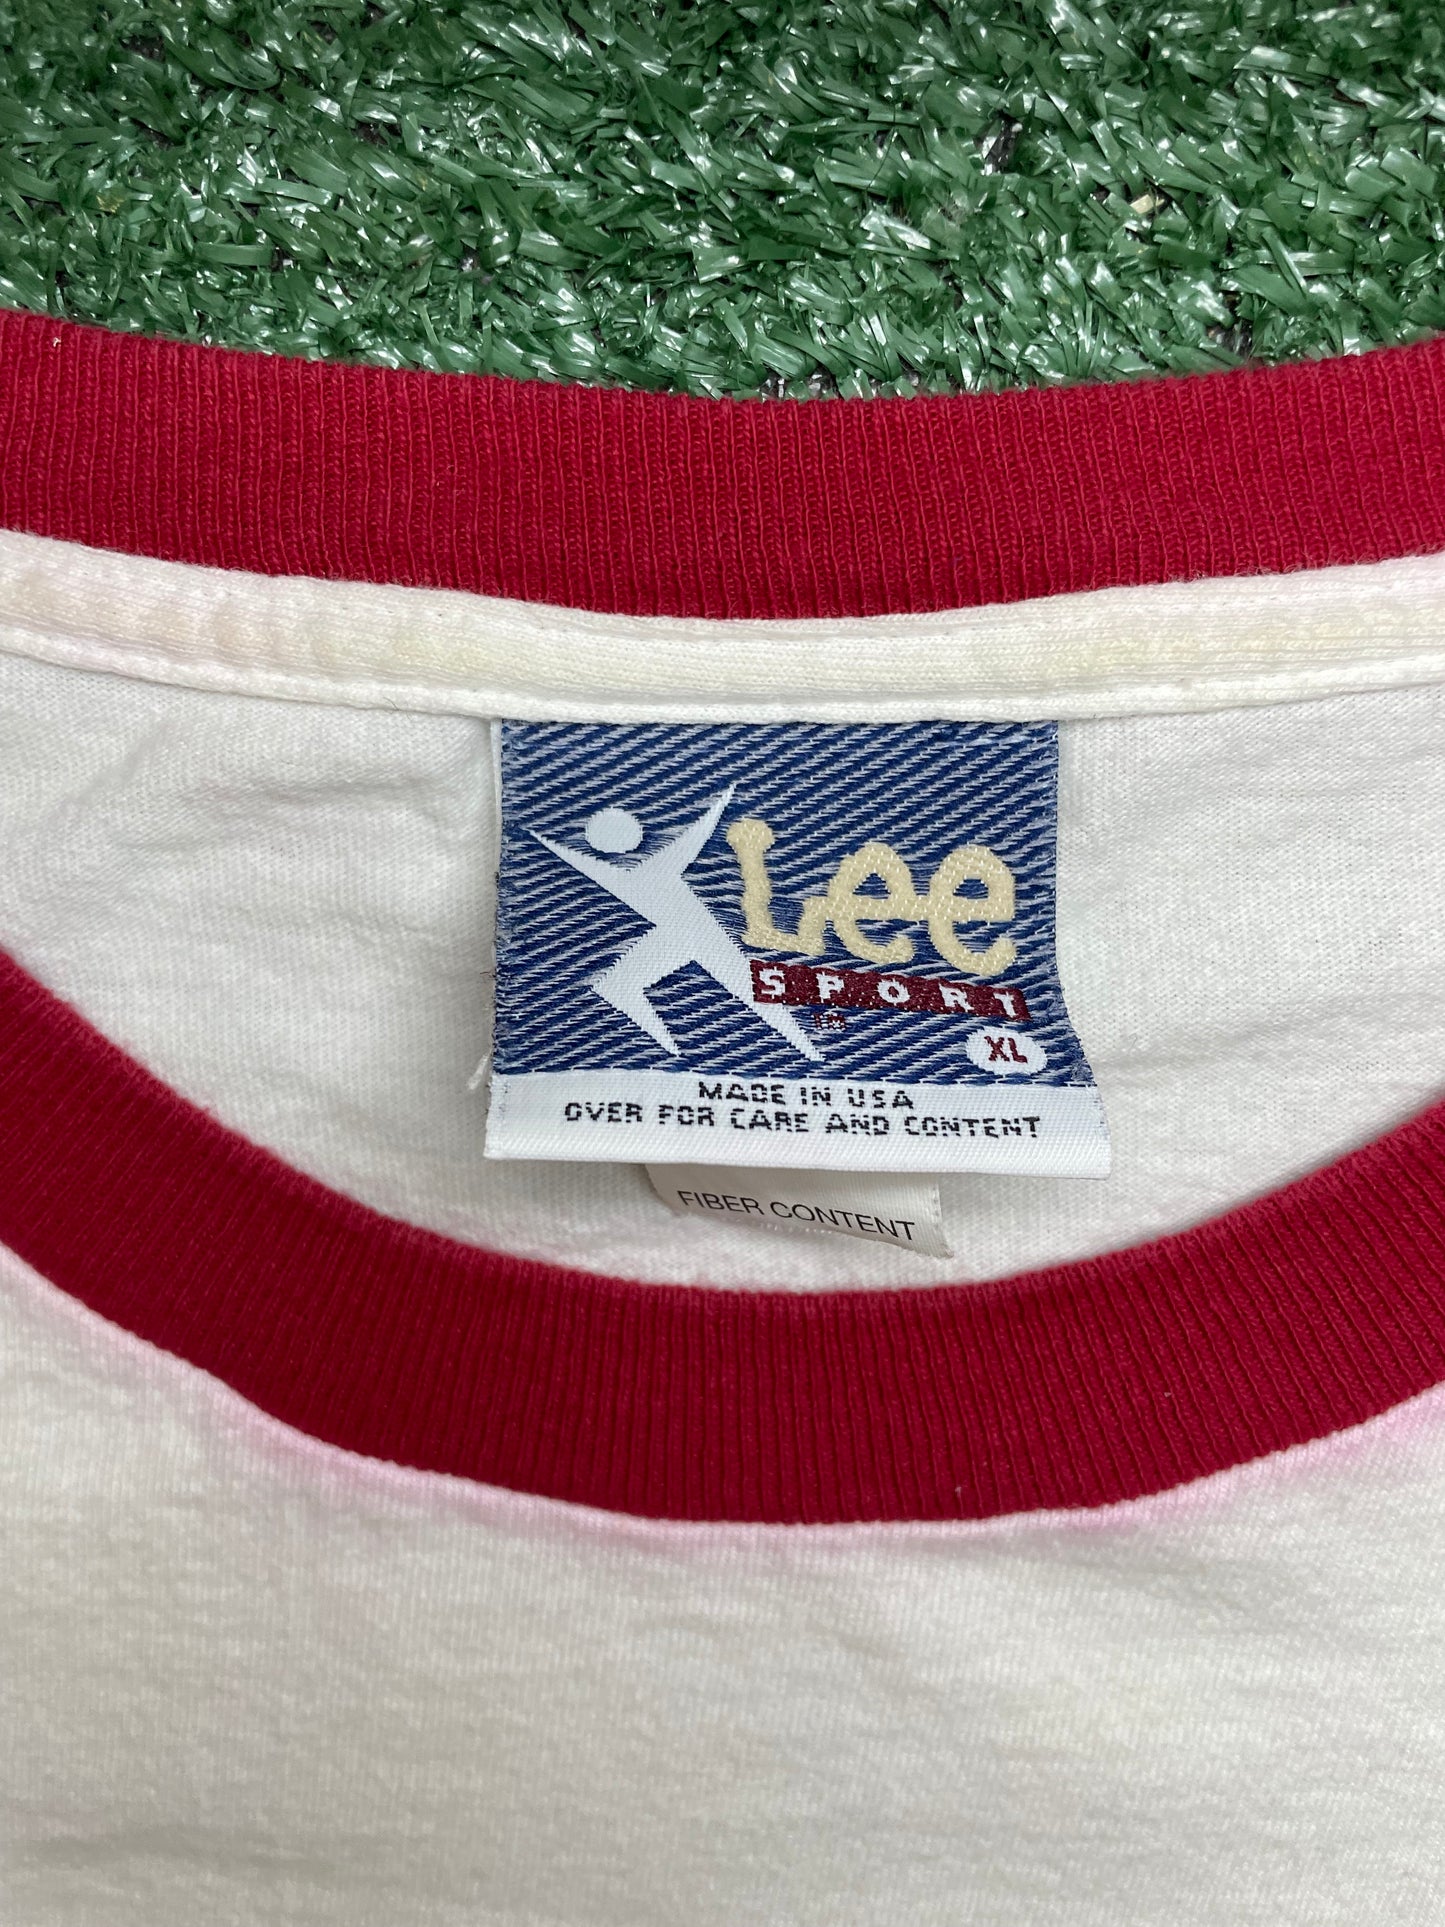 Lee
SPORT
TM
XL
MADE IN USA
OVER FOR CARE AND CONTENT
FIBER CONTENT